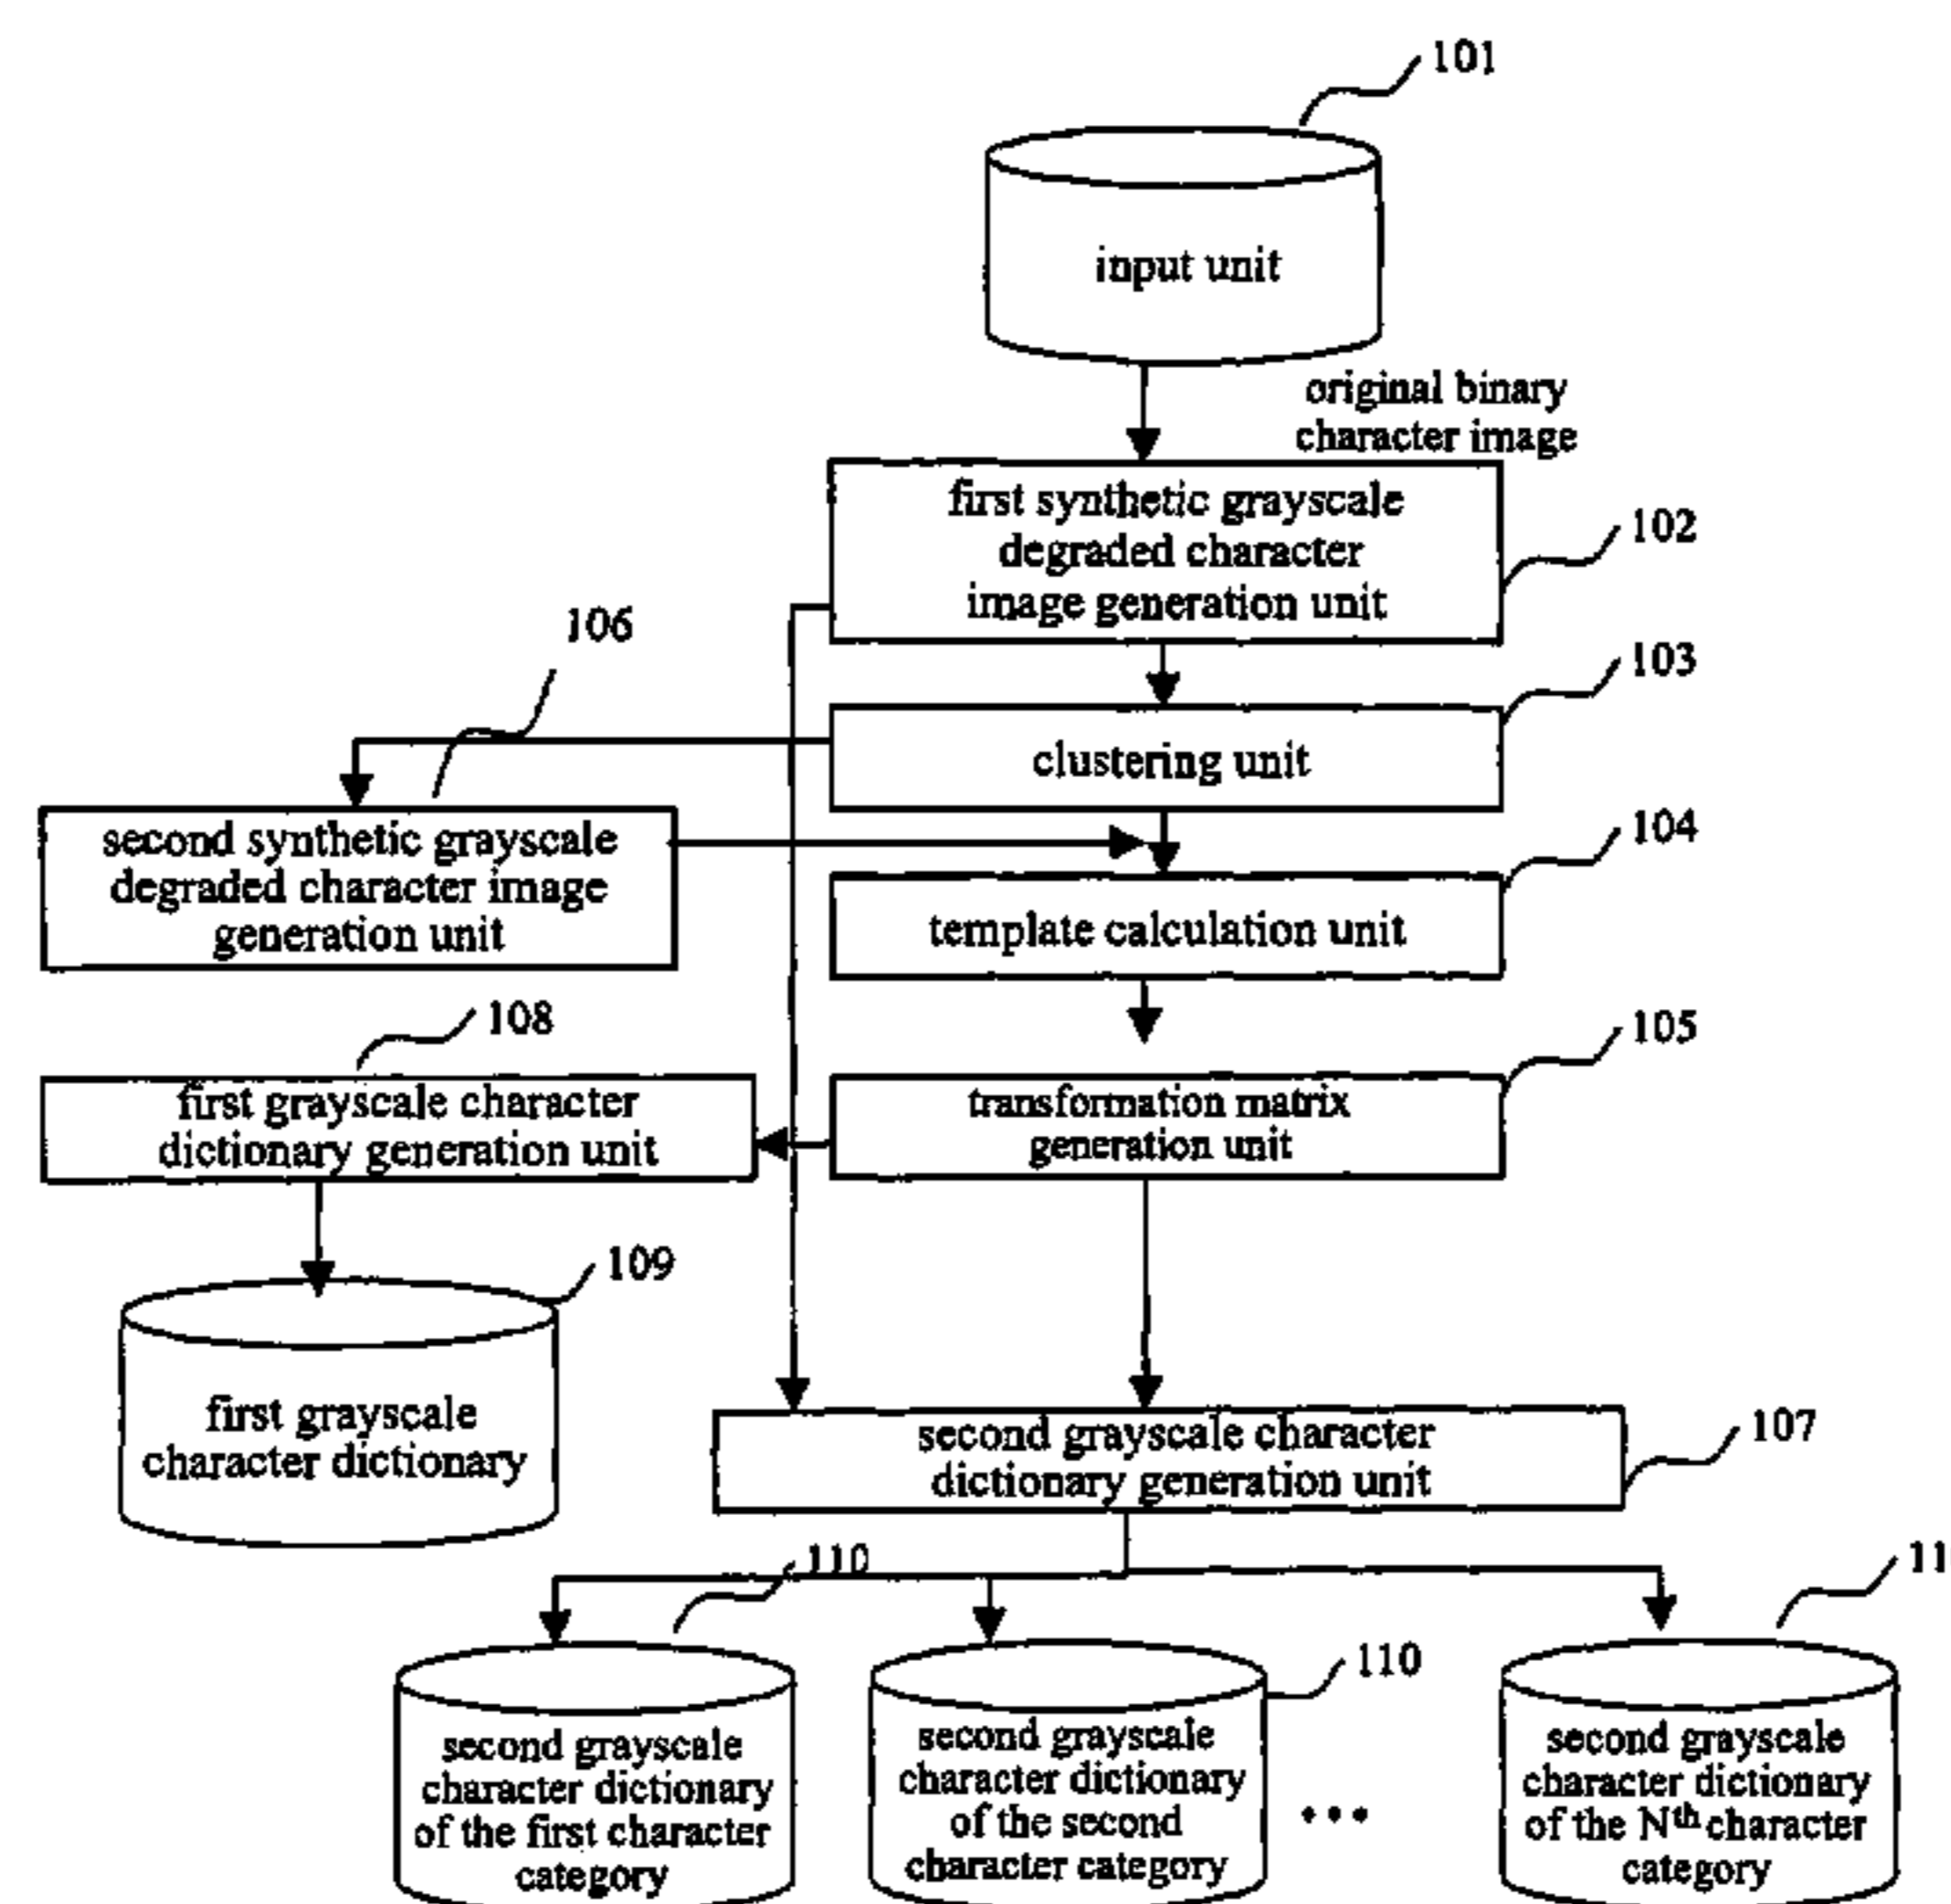 101
input unit
original binary
character image
first synthetic grayscale
degraded character
image generation unit
102
106
103
clustering unit
second synthetic grayscale
degraded character image
generation unit
104
template calculation unit
108
105
first grayscale character
dictionary generation unit
transformation matrix
generation unit
109
first grayscale
character dictionary
second grayscale character
dictionary generation unit
107
110
11
110
second grayscale
character dictionary
of the first character
category
second grayscale
character dictionary
of the second
character category
...
second grayscale
character dictionary
of the Nth character
category